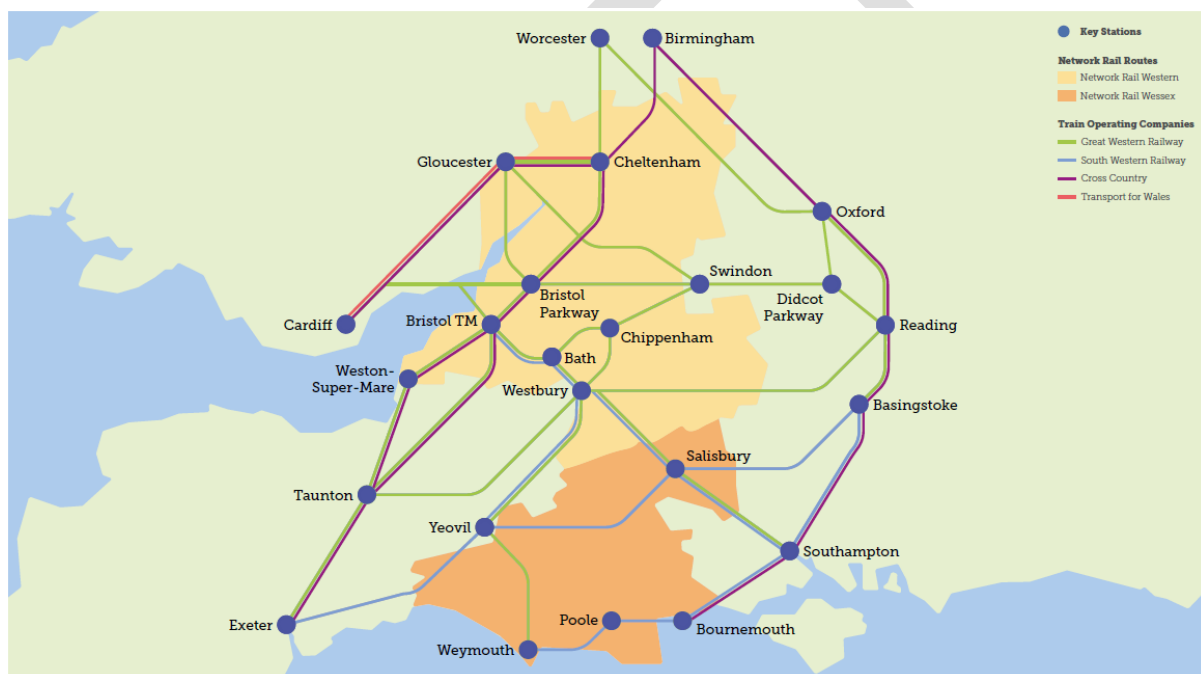 Worcester
Birmingham
Key Stations
Network Rail Routes
Network Rail Western
Network Rail Wessex
Train Operating Companies
Great Western Railway
South Western Railway
Cross Country
Transport for Wales
Gloucester
Cheltenham
Oxford
Swindon
Bristol
Parkway
Didcot
Parkway
Cardiff
Bristol TM
Chippenham
Reading
Bath
Weston-
Super-Mare
Westbury
Basingstoke
Salisbury
Taunton
Yeovil
Southampton
Exeter
Poole
Bournemouth
Weymouth